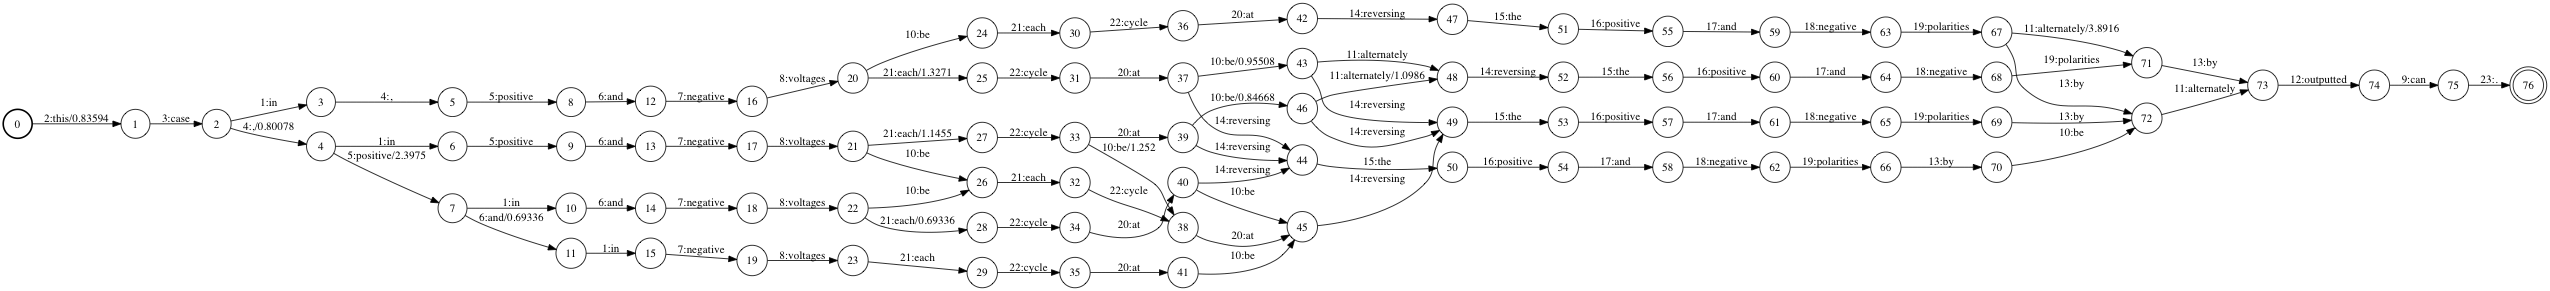 0 2:this/0.83594 1 3:case 2
1:in 3 4:, 5 5:positive 8 6:and 12 7:negative 16 8:voltages 20
10:be 24 21:each 30 22:cycle 36 20:at 42 14:reversing 47 15:the 51 16:positive 55 17:and 59 18:negative 63 19:polarities 67 11:alternately/3.8916
21:each/1.3271 25 22:cycle 31 20:at 37 10:be/0.95508 43 11:alternately 48 14:reversing 52 15:the 56 16:positive 60 17:and 64 18:negative 68 19:polarities 71 13:by 73 12:outputted 74 9:can 75 23:. 76
13:by
14:reversing
4:,/0.80078 4 1:in 6 5:positive 9 6:and 13 7:negative 17 8:voltages 21 21:each/1.1455 27 22:cycle 33 20:at 39 10:be/0.84668 46 11:alternately/1.0986
14:reversing 49 15:the 53 16:positive 57 17:and 61 18:negative 65 19:polarities 69 13:by 72 11:alternately
14:reversing
10:be 26 21:each 32 22:cycle 38 20:at 45 14:reversing
10:be/1.252
14:reversing 44 15:the 50 16:positive 54 17:and 58 18:negative 62 19:polarities 66 13:by 70 10:be
5:positive/2.3975 7 1:in 10 6:and 14 7:negative 18 8:voltages 22 10:be
21:each/0.69336 28 22:cycle 34 20:at 40 14:reversing
10:be
6:and/0.69336 11 1:in 15 7:negative 19 8:voltages 23 21:each 29 22:cycle 35 20:at 41 10:be